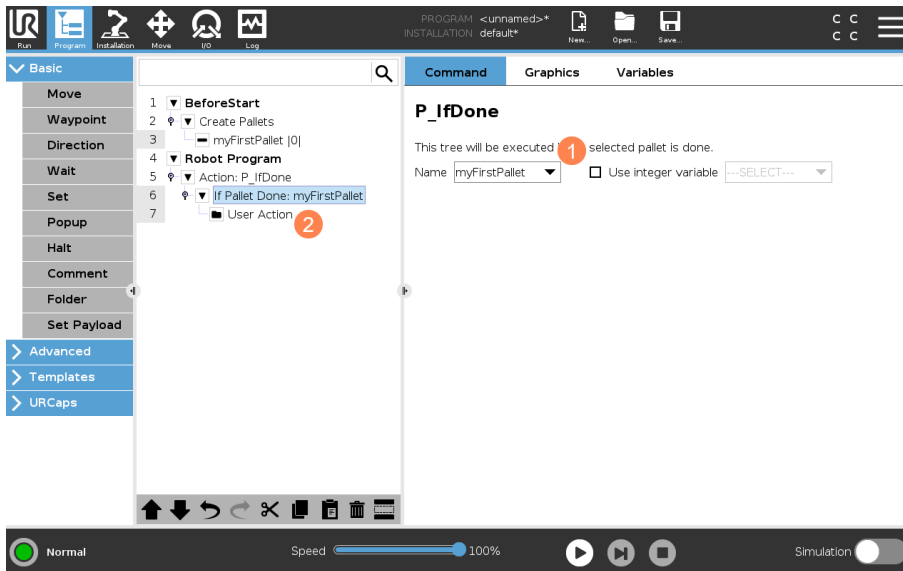 PROGRAM <unnamed>*
INSTALLATION default*
UR
Run
Program
Installation
Move
I/O
Log
New...
Open...
Save...
C C
C C
Basic
Move
Waypoint
Direction
Wait
Set
Popup
Halt
Comment
Folder
Set Payload
Advanced
Templates
URCaps
1 BeforeStart
2 Create Pallets
3 myFirstPallet |0|
4 Robot Program
5 Action: P_IfDone
6 If Pallet Done: myFirstPallet
7 User Action
2
Command Graphics Variables
P_IfDone
This tree will be executed selected pallet is done.
1
Name myFirstPallet Use integer variable ---SELECT---
Normal
Speed 100%
Simulation